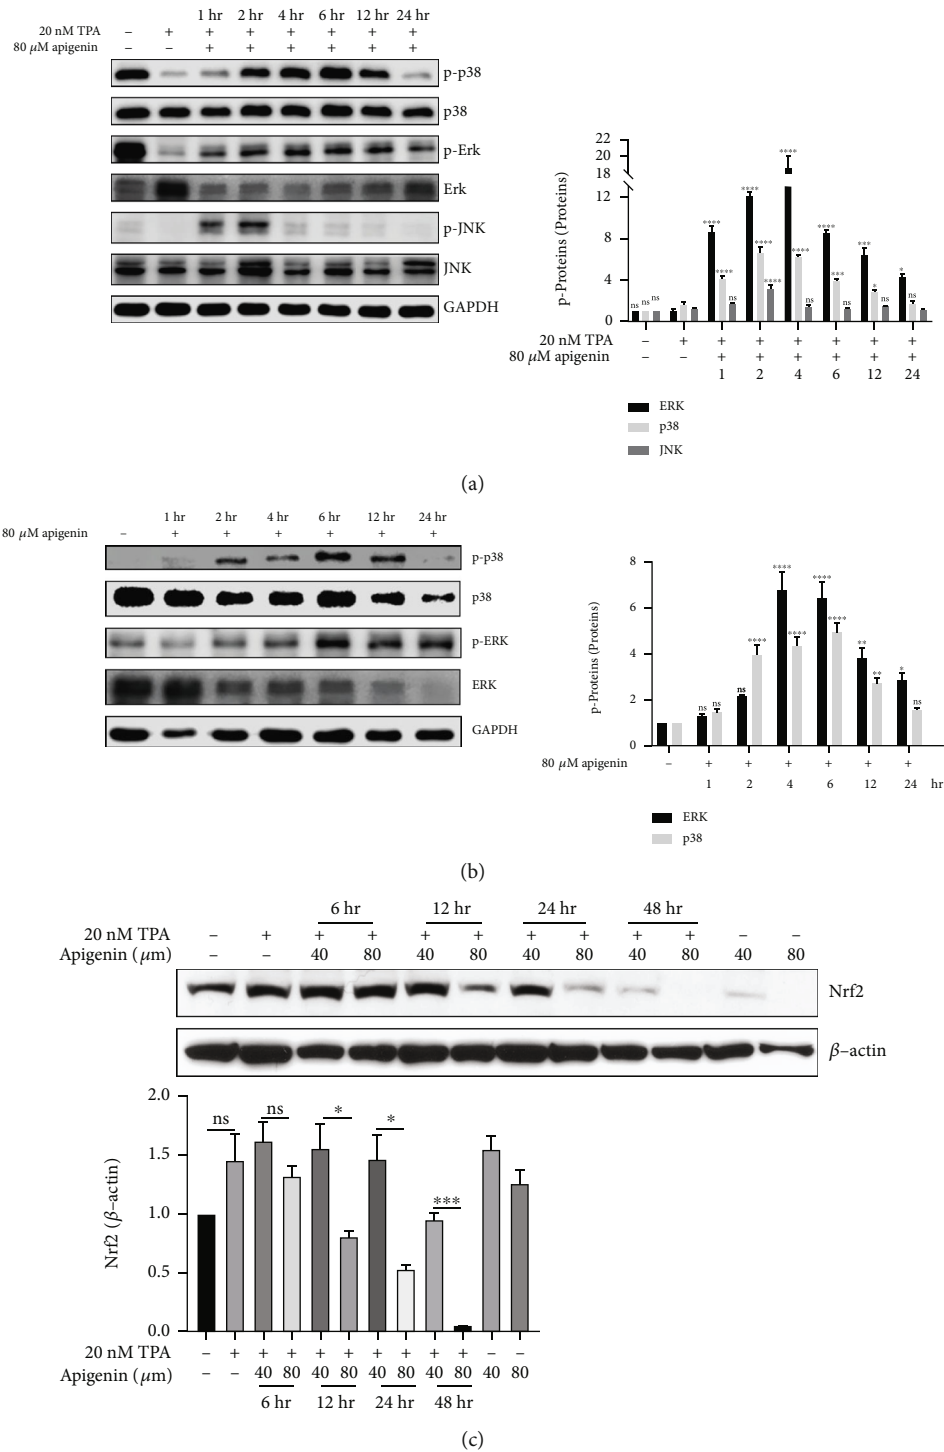 1 hr 2 hr 4 hr 6 hr 12 hr 24 hr
20 nM TPA – + + + + + + +
80 μM apigenin – – + + + + + +
p-p38
p38
p-Erk
Erk
p-JNK
JNK
GAPDH
p-Proteins (Proteins)
22
20
18
12
8
4
0
ns ns ns
**** **** ns
**** **** ****
**** **** ns
**** *** ns
*** * ns
* ns
20 nM TPA – + + + + + + +
80 μM apigenin – – + + + + + +
1 2 4 6 12 24
ERK
p38
JNK
(a)
1 hr 2 hr 4 hr 6 hr 12 hr 24 hr
80 μM apigenin – + + + + + +
p-p38
p38
p-ERK
ERK
GAPDH
p-Proteins (Proteins)
8
6
4
2
0
ns ns
ns ****
**** ****
**** ****
** **
* ns
80 μM apigenin – + + + + + +
1 2 4 6 12 24 hr
ERK
p38
(b)
6 hr 12 hr 24 hr 48 hr
20 nM TPA – + + + + + + + + + – –
Apigenin (μm) – – 40 80 40 80 40 80 40 80 40 80
Nrf2
β–actin
Nrf2 (β–actin)
2.0
1.5
1.0
0.5
0.0
ns ns * * ***
20 nM TPA – + + + + + + + + + – –
Apigenin (μm) – – 40 80 40 80 40 80 40 80 40 80
6 hr 12 hr 24 hr 48 hr
(c)